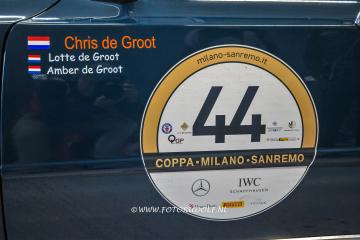 Chris de Groot
Lotte de Groot
Amber de Groot
milano-sanremo.it
44
COPPA•MILANO•SANREMO
IWC
SCHAFFHAUSEN
PIRELLI
©WWW.FOTOSUDOLF.NL